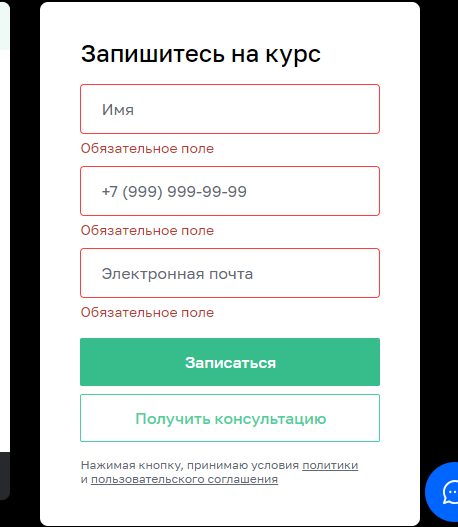 Запишитесь на курс
Имя
Обязательное поле
+7 (999) 999-99-99
Обязательное поле
Электронная почта
Обязательное поле
Записаться
Получить консультацию
Нажимая кнопку, принимаю условия политики
и пользовательского соглашения